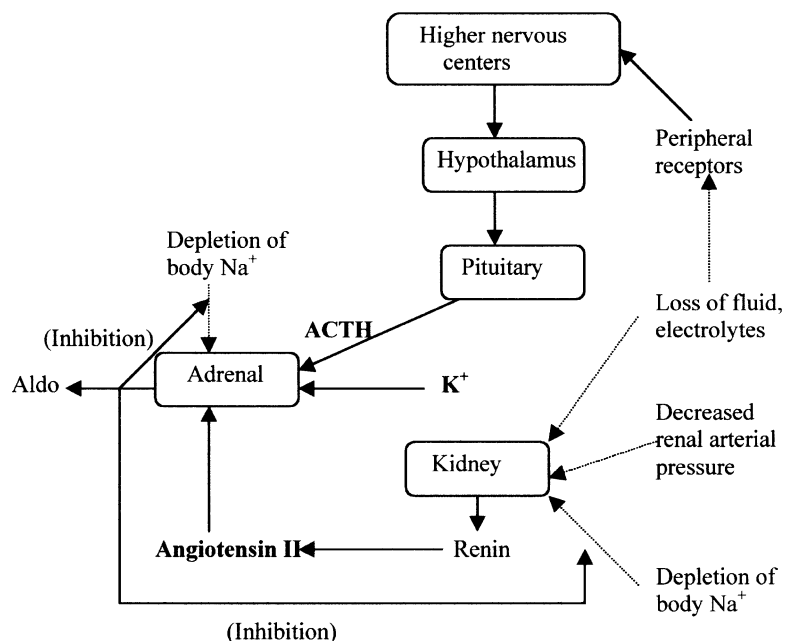 Higher nervous
centers
Peripheral
receptors
Hypothalamus
Depletion of
body Na⁺
Pituitary
Loss of fluid,
electrolytes
ACTH
(Inhibition)
Adrenal
Aldo
K⁺
Decreased
renal arterial
pressure
Kidney
Angiotensin II
Renin
Depletion of
body Na⁺
(Inhibition)